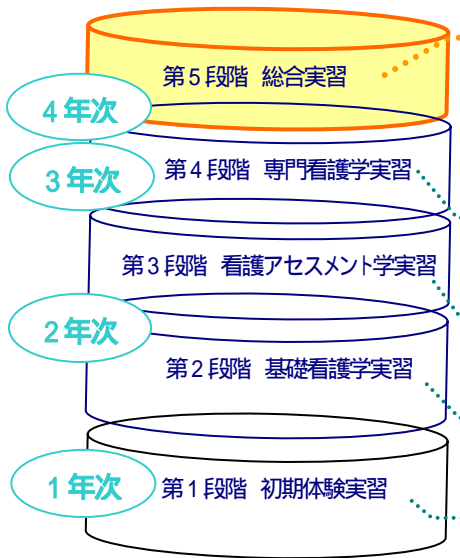 第5段階 総合実習
4年次
3年次
第4段階 専門看護学実習
第3段階 看護アセスメント学実習
2年次
第2段階 基礎看護学実習
1年次
第1段階 初期体験実習